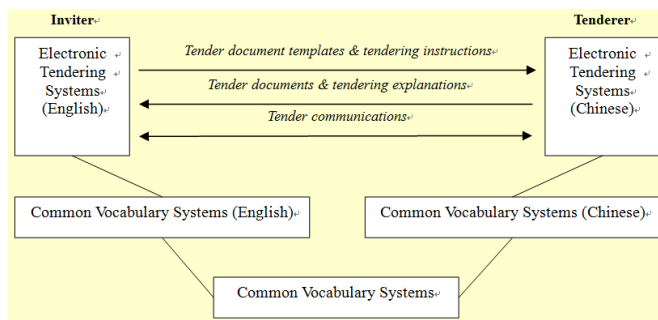 Inviter
Tenderer
Electronic
Tendering
Systems
(English)
Tender document templates & tendering instructions
Tender documents & tendering explanations
Tender communications
Electronic
Tendering
Systems
(Chinese)
Common Vocabulary Systems (English)
Common Vocabulary Systems (Chinese)
Common Vocabulary Systems